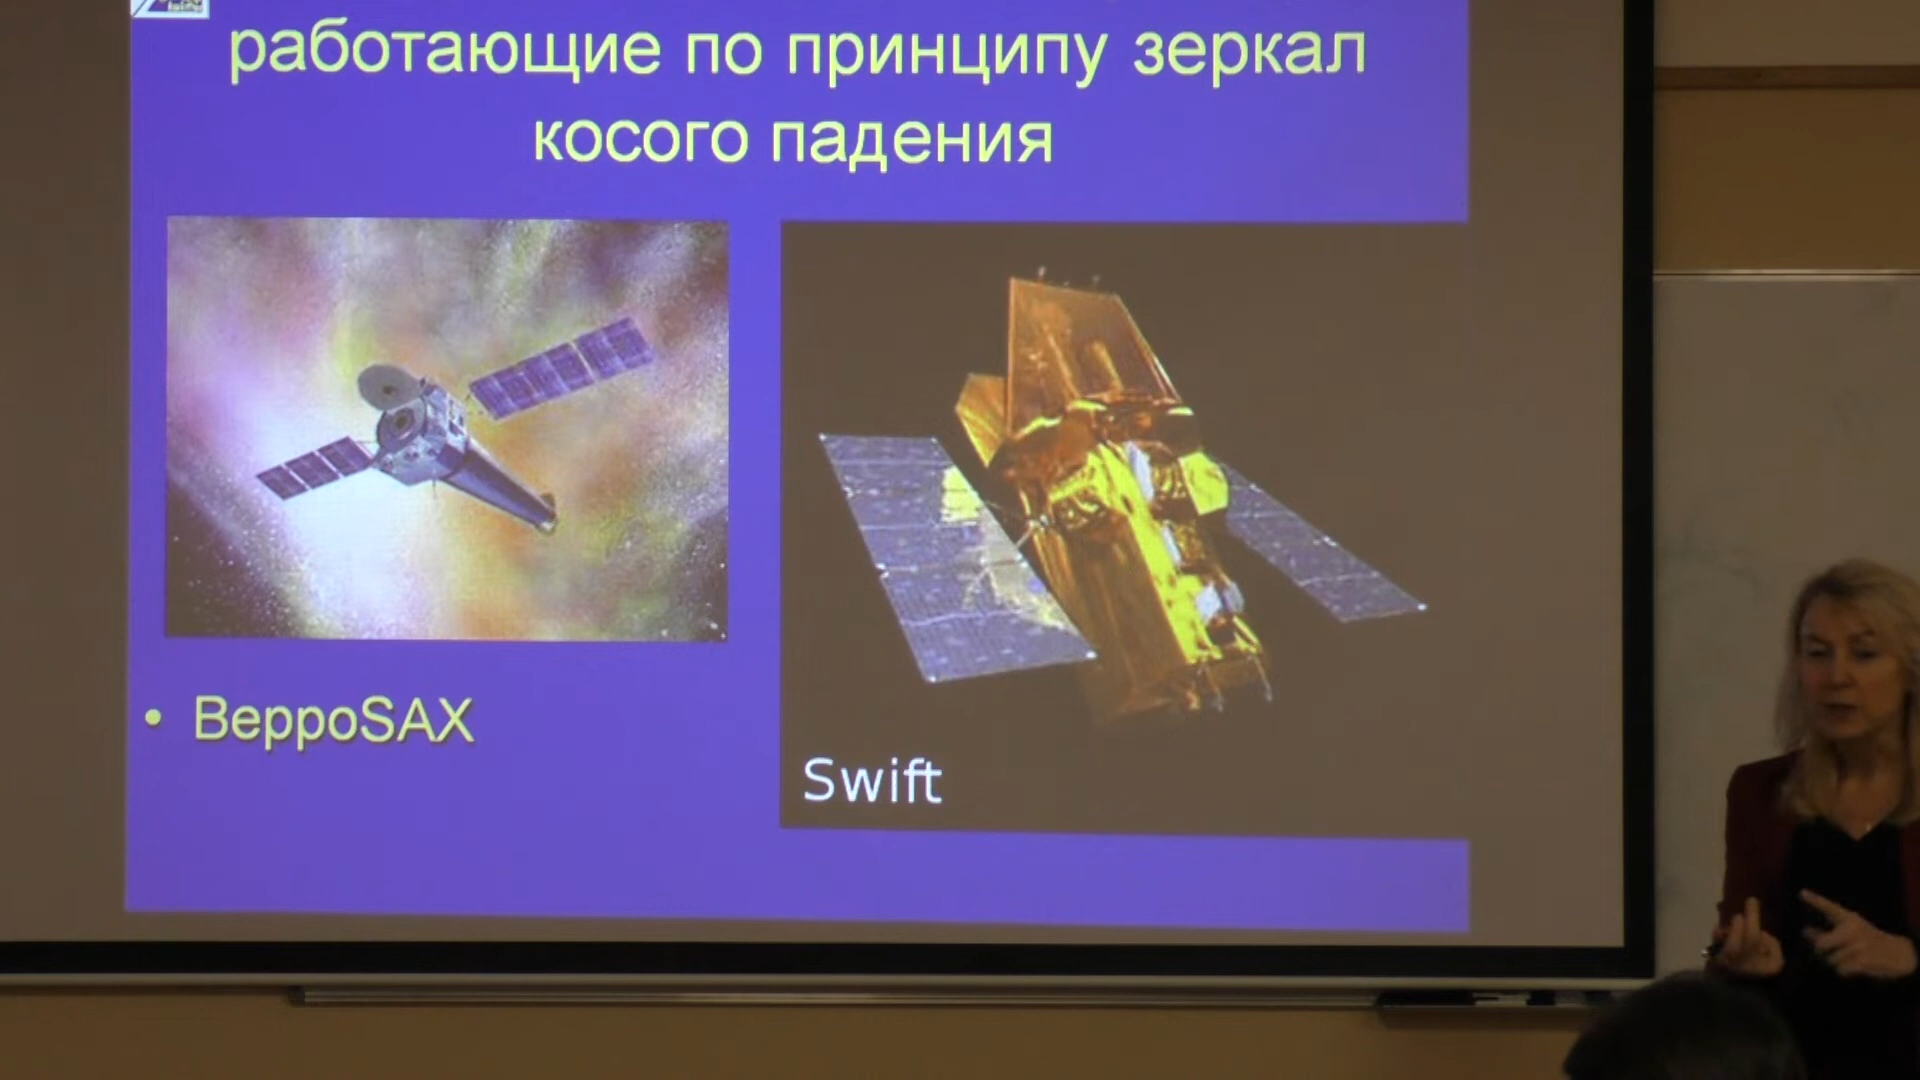 работающие по принципу зеркал
косого падения
• BeppoSAX
Swift